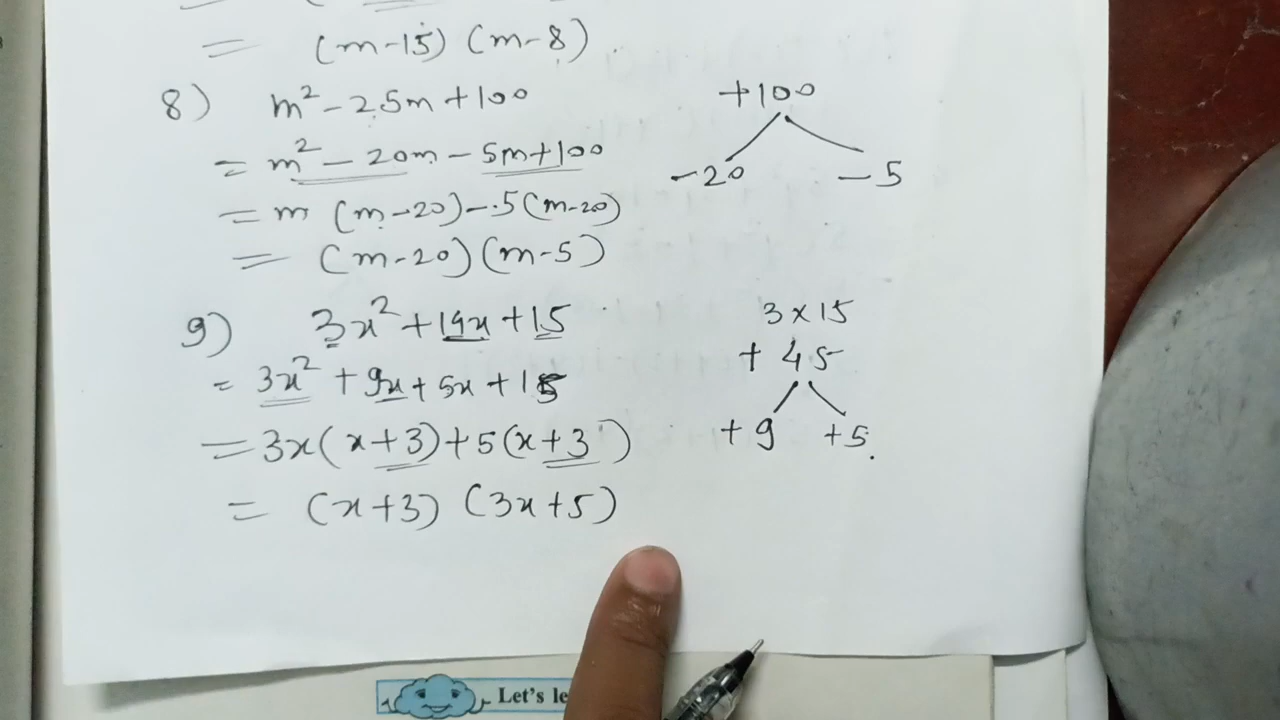 = (m-15) (m-8)
8) m² - 25m + 100
= m² - 20m - 5m + 100
= m (m-20) - 5 (m-20)
= (m-20) (m-5)
+100
-20 -5
9) 3x² + 14x + 15
= 3x² + 9x + 5x + 15
= 3x (x+3) + 5 (x+3)
= (x+3) (3x+5)
3 × 15
+ 45
+9 +5.
Let's